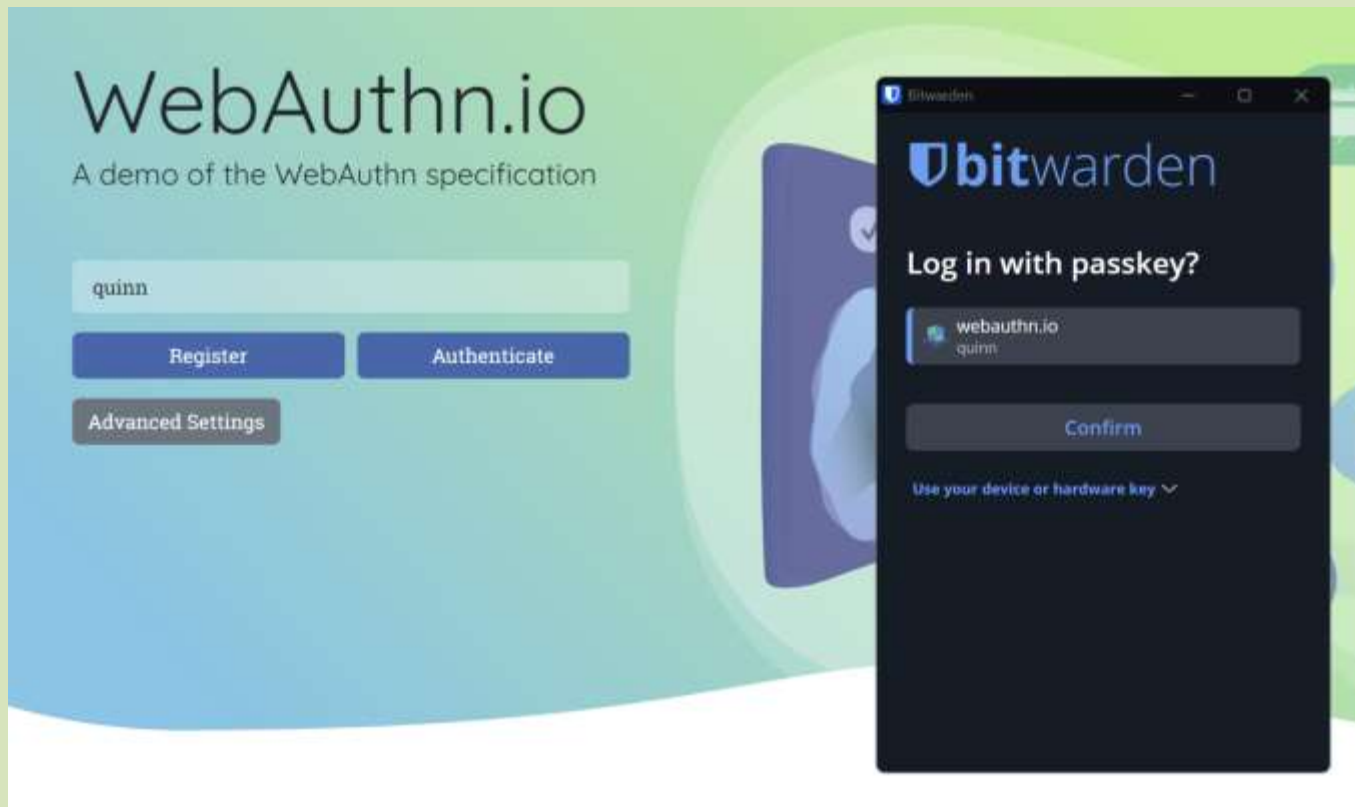 WebAuthn.io
A demo of the WebAuthn specification
quinn
Register
Authenticate
Advanced Settings
Bitwarden
bitwarden
Log in with passkey?
webauthn.io
quinn
Confirm
Use your device or hardware key